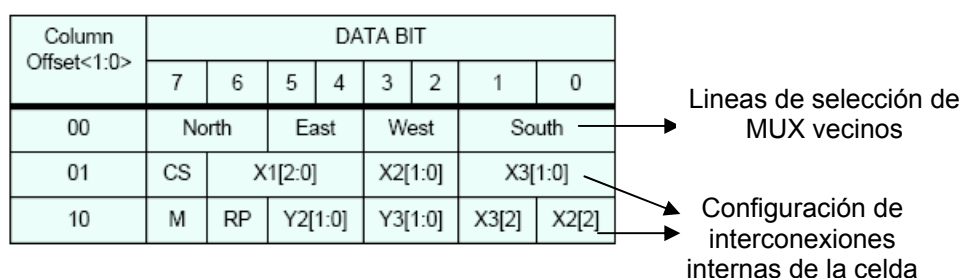 Column
Offset<1:0>
DATA BIT
7 6 5 4 3 2 1 0
00 North East West South
01 CS X1[2:0] X2[1:0] X3[1:0]
10 M RP Y2[1:0] Y3[1:0] X3[2] X2[2]
Lineas de selección de
MUX vecinos
Configuración de
interconexiones
internas de la celda